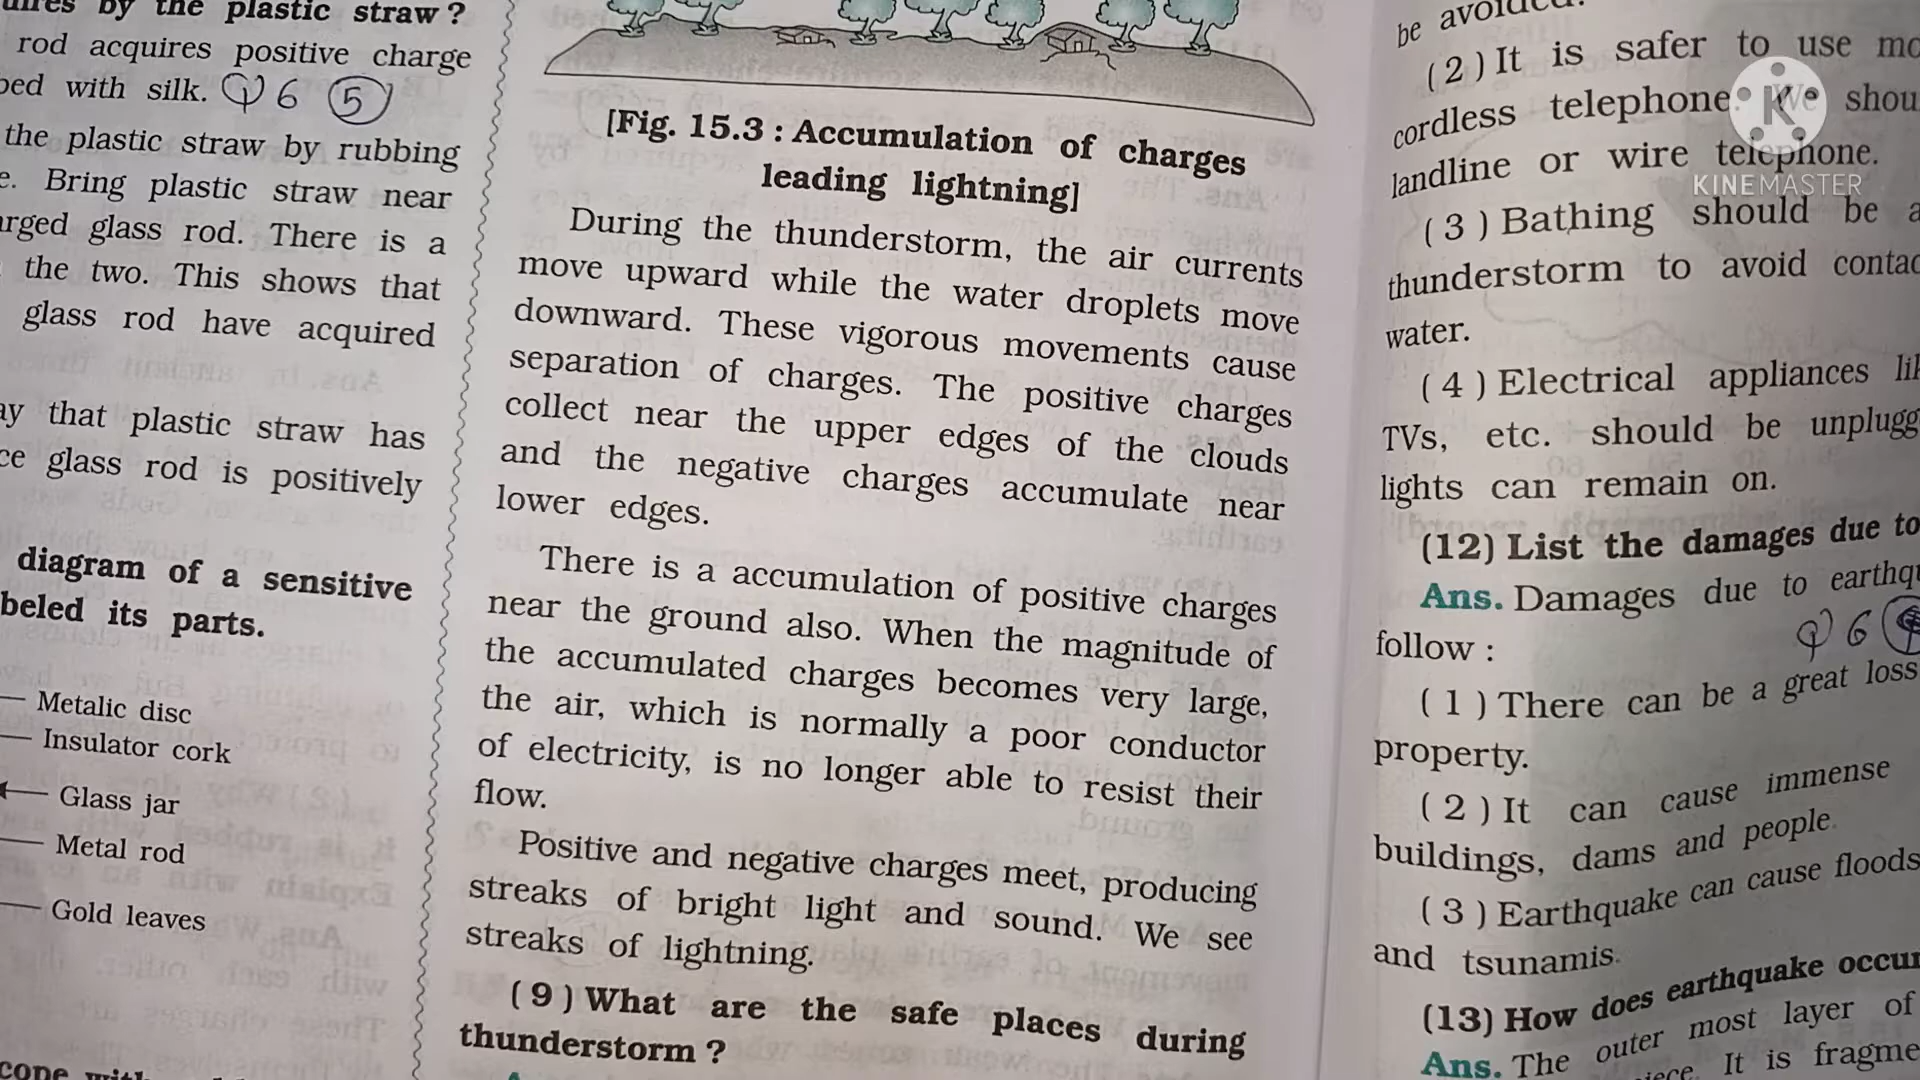 by the plastic straw ?
rod acquires positive charge
with silk. Q 6 5
the plastic straw by rubbing
Bring plastic straw near
glass rod. There is a
the two. This shows that
glass rod have acquired
that plastic straw has
glass rod is positively
diagram of a sensitive
its parts.
Metalic disc
Insulator cork
Glass jar
Metal rod
Gold leaves
[Fig. 15.3 : Accumulation of charges
leading lightning]
During the thunderstorm, the air currents
move upward while the water droplets move
downward. These vigorous movements cause
separation of charges. The positive charges
collect near the upper edges of the clouds
and the negative charges accumulate near
lower edges.
There is a accumulation of positive charges
near the ground also. When the magnitude of
the accumulated charges becomes very large,
the air, which is normally a poor conductor
of electricity, is no longer able to resist their
flow.
Positive and negative charges meet, producing
streaks of bright light and sound. We see
streaks of lightning.
( 9 ) What are the safe places during
thunderstorm ?
be
( 2 ) It is safer to use
cordless telephone. We
landline or wire telephone.
( 3 ) Bathing should be
thunderstorm to avoid
water.
( 4 ) Electrical appliances
TVs, etc. should be
lights can remain on.
(12) List the damages due to
Ans. Damages due to
follow : Q 6
( 1 ) There can be a great loss
property.
( 2 ) It can cause immense
buildings, dams and people.
( 3 ) Earthquake can cause floods
and tsunamis.
(13) How does earthquake
Ans. The outer most layer of
It is
K
KINEMASTER